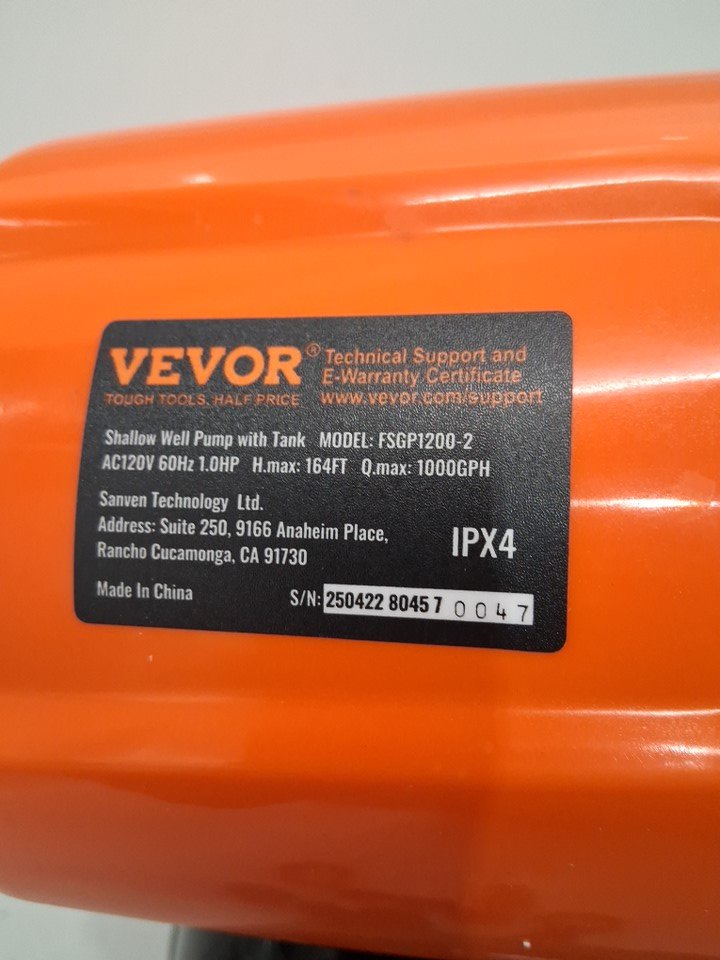 VEVOR® Technical Support and
E-Warranty Certificate
TOUGH TOOLS, HALF PRICE www.vevor.com/support
Shallow Well Pump with Tank MODEL: FSGP1200-2
AC120V 60Hz 1.0HP H.max: 164FT Q.max: 1000GPH
Sanven Technology Ltd.
Address: Suite 250, 9166 Anaheim Place,
Rancho Cucamonga, CA 91730
IPX4
Made In China
S/N: 250422 80457 0047